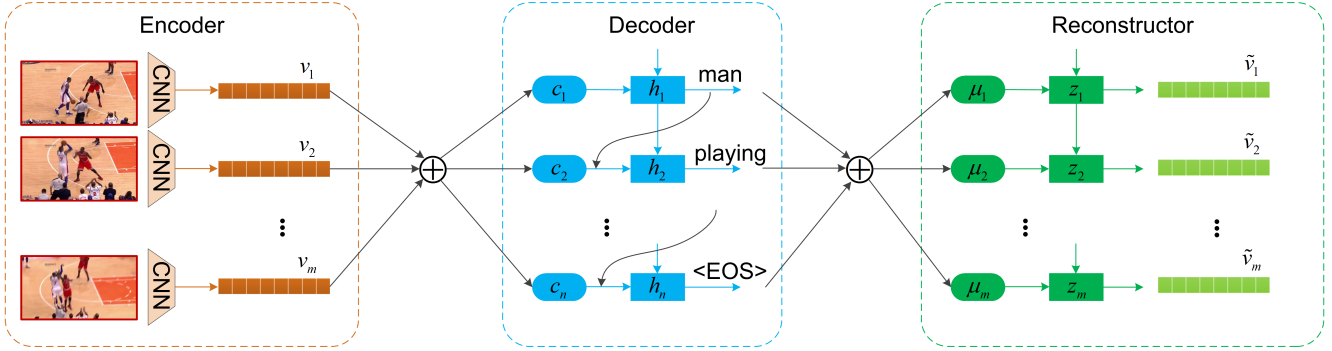 Encoder
Decoder
Reconstructor
CNN
v₁
c₁
h₁
man
μ₁
z₁
ṽ₁
CNN
v₂
c₂
h₂
playing
μ₂
z₂
ṽ₂
CNN
vₘ
cₙ
hₙ
<EOS>
μₘ
zₘ
ṽₘ